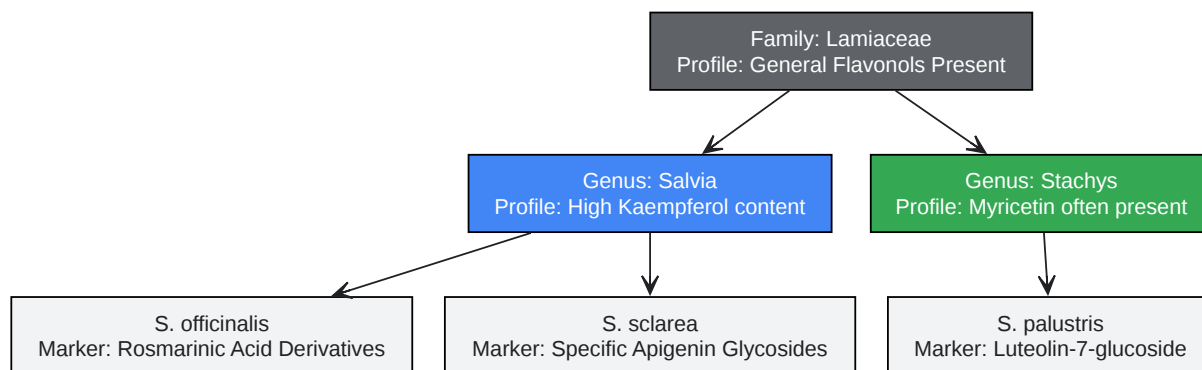 Family: Lamiaceae
Profile: General Flavonols Present
Genus: Salvia
Profile: High Kaempferol content
Genus: Stachys
Profile: Myricetin often present
S. officinalis
Marker: Rosmarinic Acid Derivatives
S. sclarea
Marker: Specific Apigenin Glycosides
S. palustris
Marker: Luteolin-7-glucoside